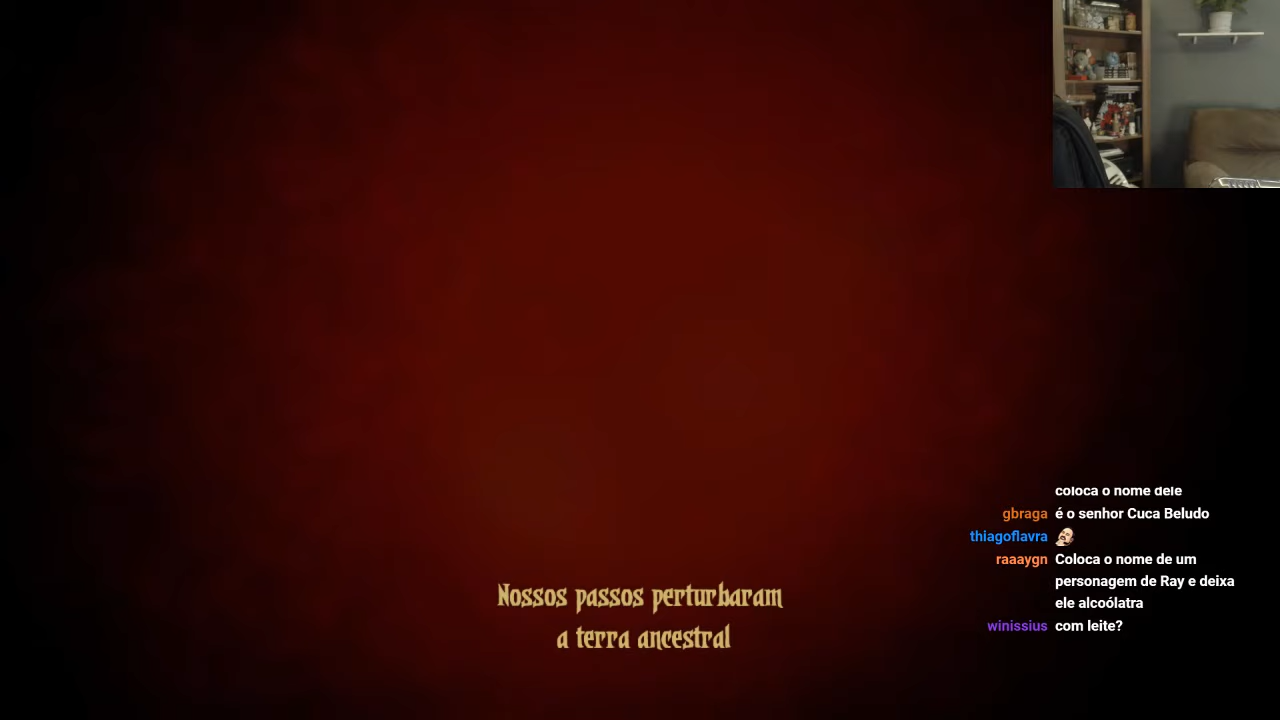 Nossos passos perturbaram
a terra ancestral
coloca o nome dele
gbraga é o senhor Cuca Beludo
thiagoflavra
raaaygn Coloca o nome de um
personagem de Ray e deixa
ele alcoólatra
winissius com leite?